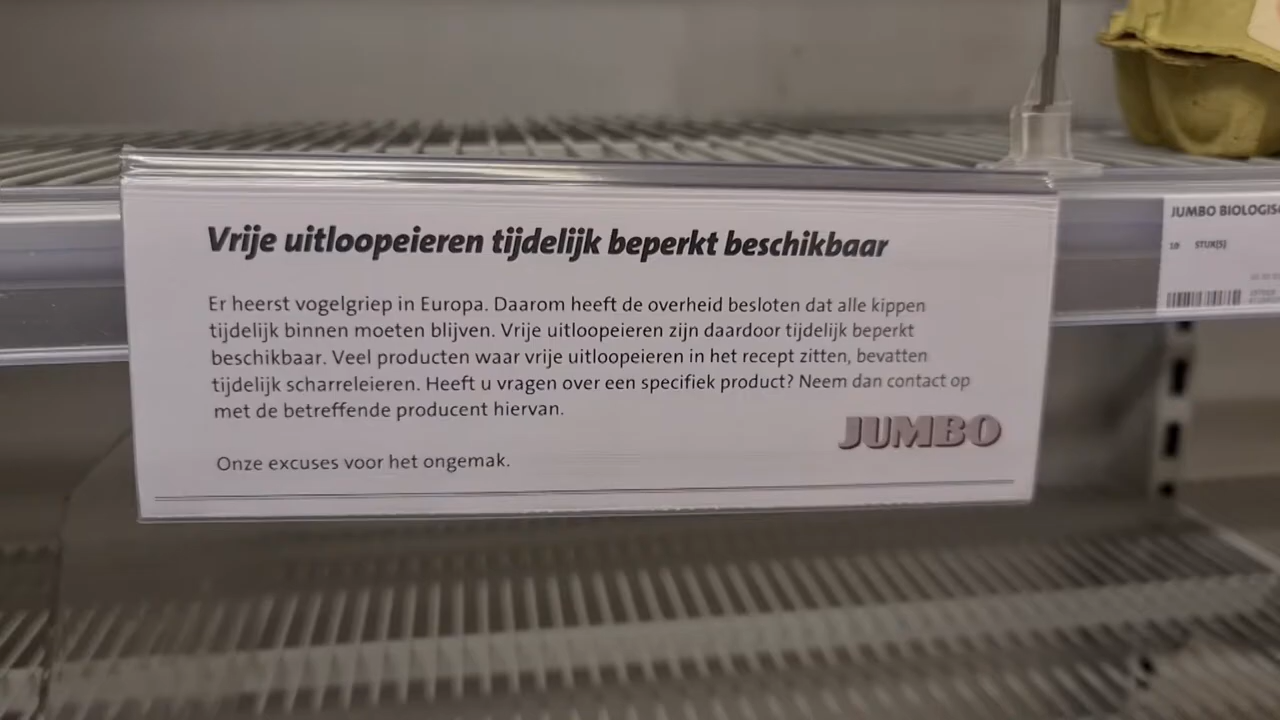 Vrije uitloopeieren tijdelijk beperkt beschikbaar
Er heerst vogelgriep in Europa. Daarom heeft de overheid besloten dat alle kippen
tijdelijk binnen moeten blijven. Vrije uitloopeieren zijn daardoor tijdelijk beperkt
beschikbaar. Veel producten waar vrije uitloopeieren in het recept zitten, bevatten
tijdelijk scharreleieren. Heeft u vragen over een specifiek product? Neem dan contact op
met de betreffende producent hiervan.
JUMBO
Onze excuses voor het ongemak.
JUMBO BIOLOGIS
10 STUK(S)